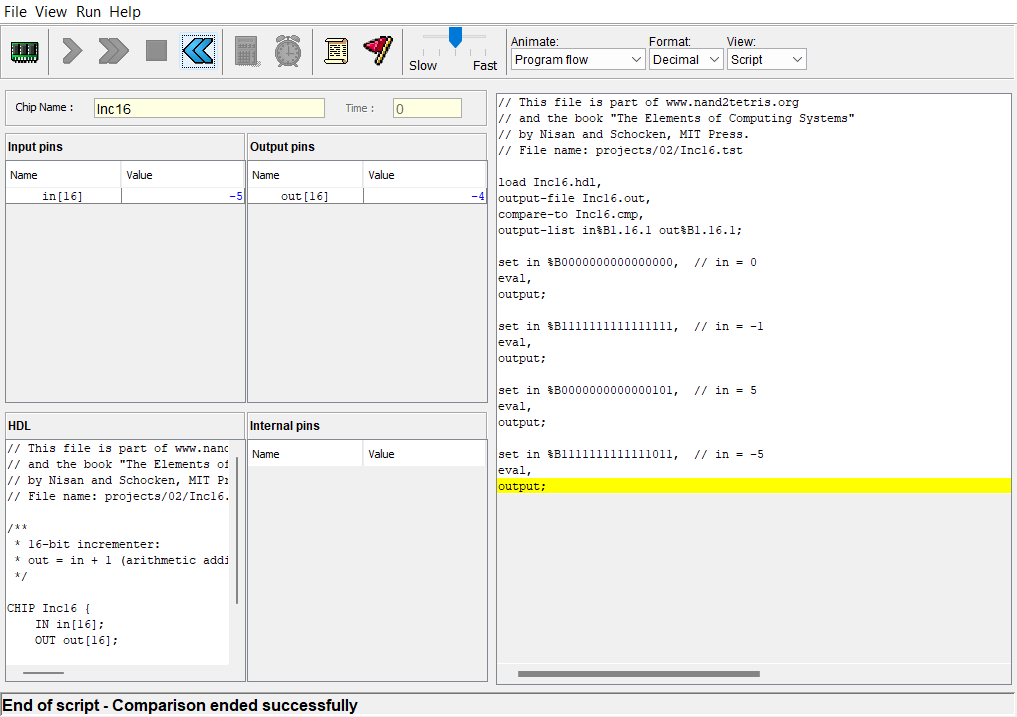 File View Run Help
Slow Fast
Animate: Format: View:
Program flow Decimal Script
Chip Name : Inc16 Time : 0
Input pins
Name Value
in[16] -5
Output pins
Name Value
out[16] -4
HDL
// This file is part of www.nand
// and the book "The Elements of
// by Nisan and Schocken, MIT Pr
// File name: projects/02/Inc16.
/**
* 16-bit incrementer:
* out = in + 1 (arithmetic addi
*/
CHIP Inc16 {
IN in[16];
OUT out[16];
Internal pins
Name Value
// This file is part of www.nand2tetris.org
// and the book "The Elements of Computing Systems"
// by Nisan and Schocken, MIT Press.
// File name: projects/02/Inc16.tst
load Inc16.hdl,
output-file Inc16.out,
compare-to Inc16.cmp,
output-list in%B1.16.1 out%B1.16.1;
set in %B0000000000000000,  // in = 0
eval,
output;
set in %B1111111111111111,  // in = -1
eval,
output;
set in %B0000000000000101,  // in = 5
eval,
output;
set in %B1111111111111011,  // in = -5
eval,
output;
End of script - Comparison ended successfully